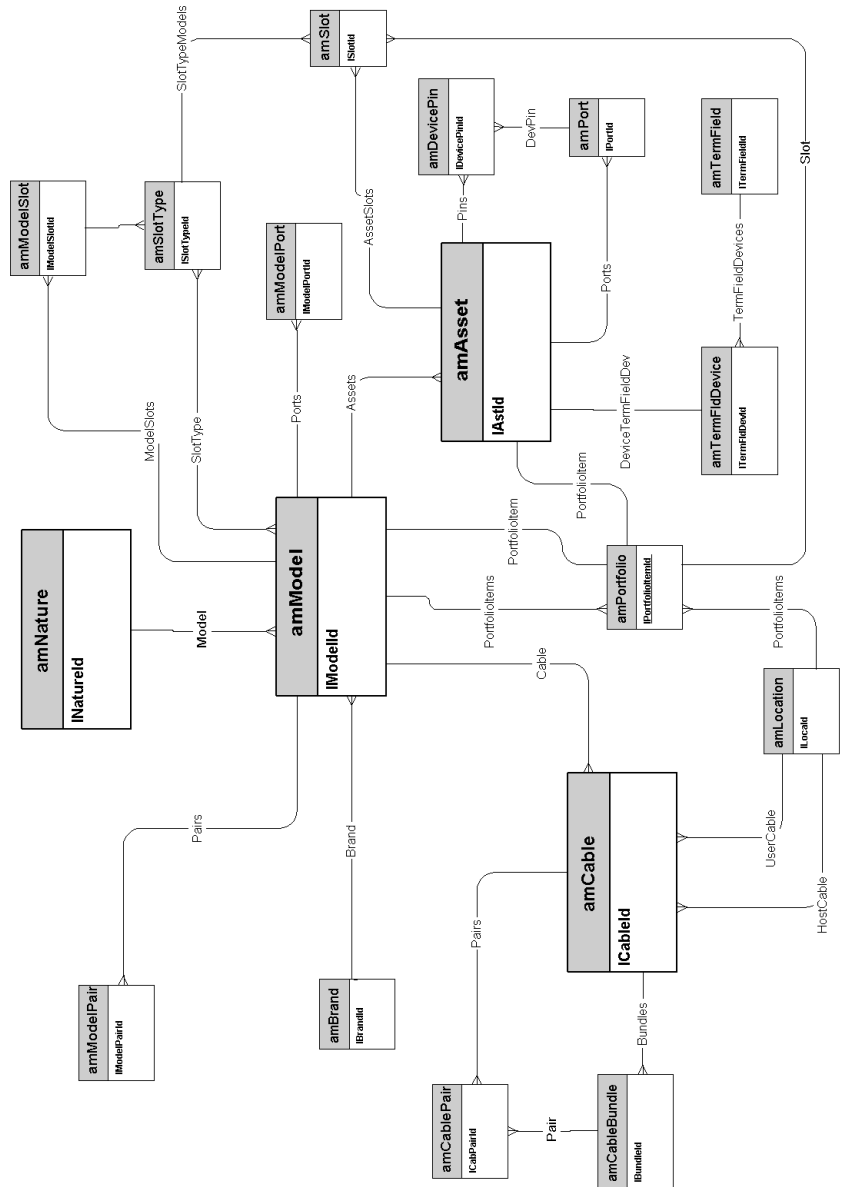 amModelSlot
lModelSlotId
amNature
lNatureId
amModelPair
lModelPairId
ModelSlots
amSlotType
lSlotTypeId
SlotTypeModels
Pairs
Model
SlotType
amModelPort
lModelPortId
Ports
amModel
lModelId
amSlot
lSlotId
amBrand
lBrandId
Brand
Assets
AssetSlots
amCablePair
lCabPairId
Pairs
amDevicePin
lDevicePinId
Pins
amAsset
lAstId
PortfolioItems
PortfolioItem
DevPin
Cable
Pair
amCable
lCableId
PortfolioItem
amPort
lPortId
amCableBundle
lBundleId
Bundles
amPortfolio
lPortfolioItemId
Ports
DeviceTermFieldDev
amTermFldDevice
lTermFldDevId
TermFieldDevices
amTermField
lTermFieldId
UserCable
amLocation
lLocaId
PortfolioItems
Slot
HostCable